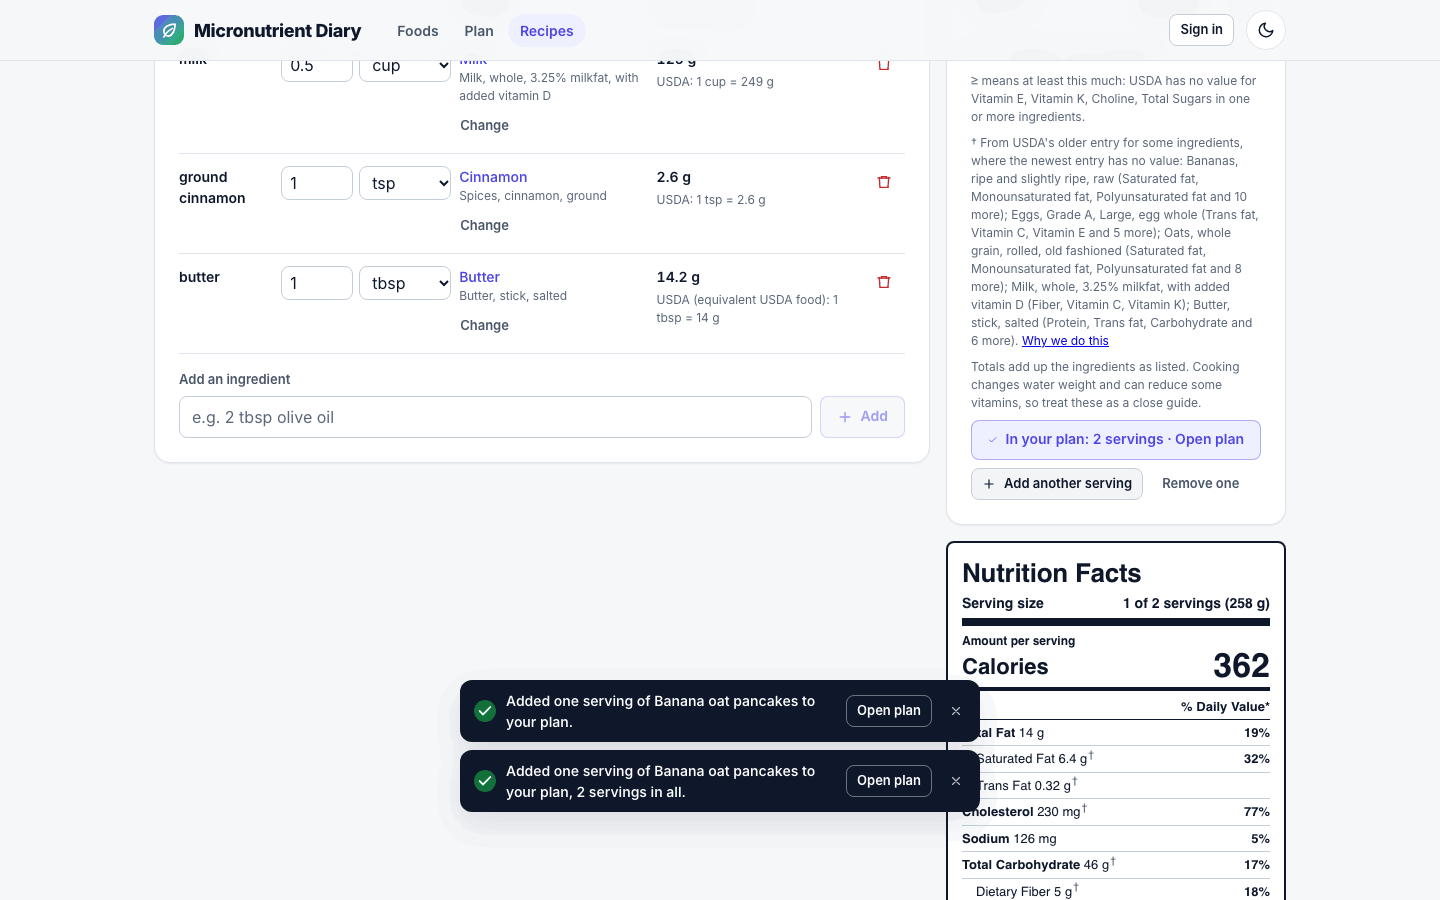 Micronutrient Diary
Foods
Plan
Recipes
Sign in
milk
0.5
cup
Milk
Milk, whole, 3.25% milkfat, with
added vitamin D
Change
USDA: 1 cup = 249 g
ground
cinnamon
1
tsp
Cinnamon
Spices, cinnamon, ground
Change
2.6 g
USDA: 1 tsp = 2.6 g
butter
1
tbsp
Butter
Butter, stick, salted
Change
14.2 g
USDA (equivalent USDA food): 1
tbsp = 14 g
Add an ingredient
e.g. 2 tbsp olive oil
+ Add
≥ means at least this much: USDA has no value for
Vitamin E, Vitamin K, Choline, Total Sugars in one
or more ingredients.
† From USDA's older entry for some ingredients,
where the newest entry has no value: Bananas,
ripe and slightly ripe, raw (Saturated fat,
Monounsaturated fat, Polyunsaturated fat and 10
more); Eggs, Grade A, Large, egg whole (Trans fat,
Vitamin C, Vitamin E and 5 more); Oats, whole
grain, rolled, old fashioned (Saturated fat,
Monounsaturated fat, Polyunsaturated fat and 8
more); Milk, whole, 3.25% milkfat, with added
vitamin D (Fiber, Vitamin C, Vitamin K); Butter,
stick, salted (Protein, Trans fat, Carbohydrate and
6 more). Why we do this
Totals add up the ingredients as listed. Cooking
changes water weight and can reduce some
vitamins, so treat these as a close guide.
In your plan: 2 servings · Open plan
+ Add another serving
Remove one
Nutrition Facts
Serving size 1 of 2 servings (258 g)
Amount per serving
Calories 362
% Daily Value*
Fat 14 g 19%
Saturated Fat 6.4 g† 32%
Trans Fat 0.32 g†
Cholesterol 230 mg† 77%
Sodium 126 mg 5%
Total Carbohydrate 46 g† 17%
Dietary Fiber 5 g† 18%
Added one serving of Banana oat pancakes to
your plan.
Open plan
Added one serving of Banana oat pancakes to
your plan, 2 servings in all.
Open plan